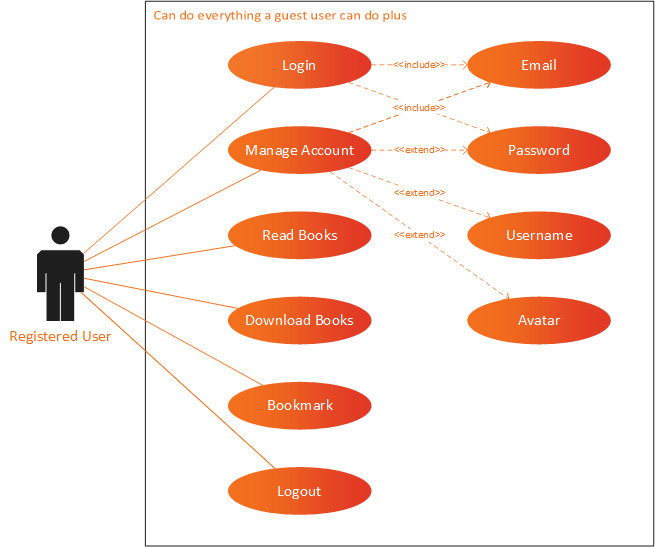 Can do everything a guest user can do plus
Login
<<include>>
Email
<<include>>
Manage Account
<<extend>>
Password
<<extend>>
Read Books
<<extend>>
Username
Registered User
Download Books
Avatar
Bookmark
Logout